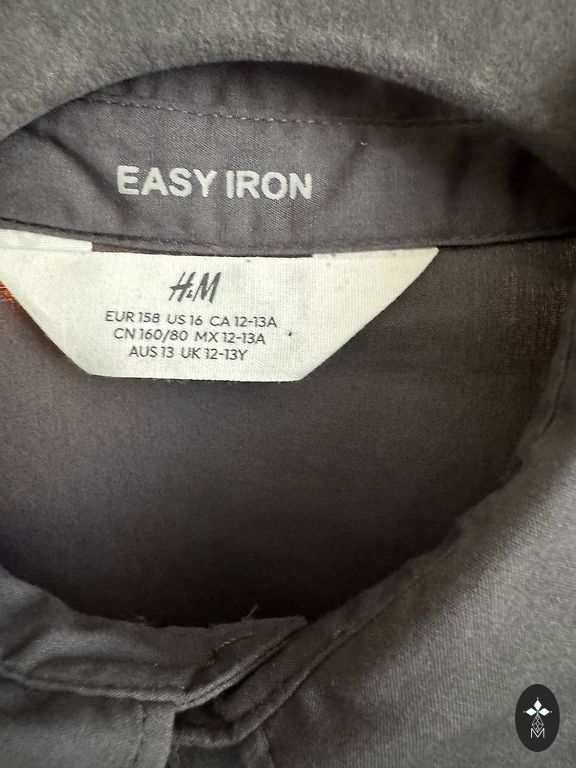 EASY IRON
H&M
EUR 158 US 16 CA 12-13A
CN 160/80 MX 12-13A
AUS 13 UK 12-13Y
M